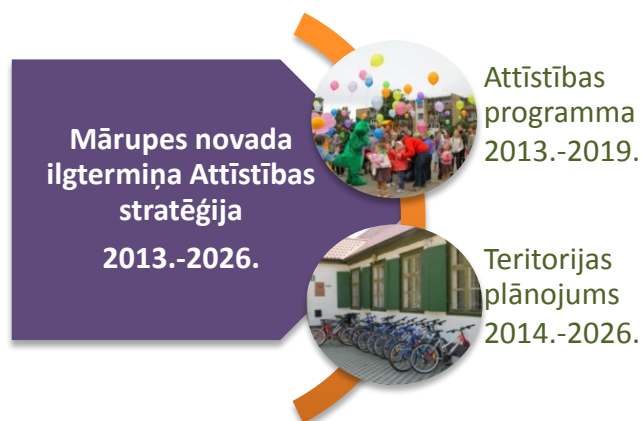 Mārupes novada
ilgtermiņa Attīstības
stratēģija
2013.-2026.
Attīstības
programma
2013.-2019.
Teritorijas
plānojums
2014.-2026.